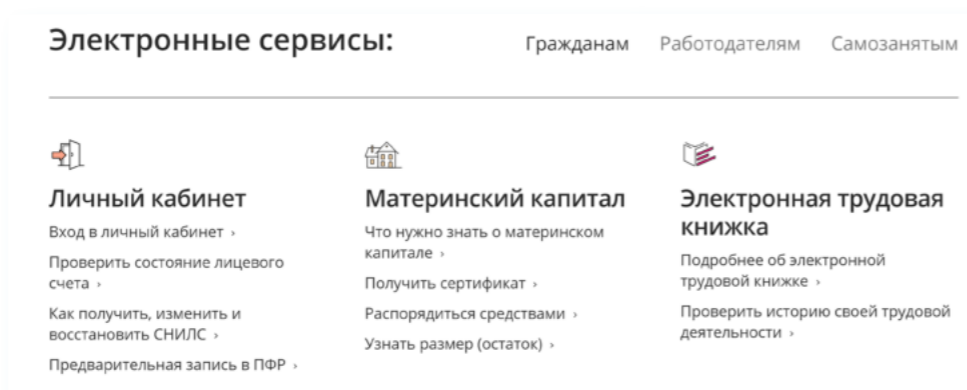 Электронные сервисы:
Гражданам Работодателям Самозанятым
Личный кабинет
Вход в личный кабинет ›
Проверить состояние лицевого
счета ›
Как получить, изменить и
восстановить СНИЛС ›
Предварительная запись в ПФР ›
Материнский капитал
Что нужно знать о материнском
капитале ›
Получить сертификат ›
Распорядиться средствами ›
Узнать размер (остаток) ›
Электронная трудовая
книжка
Подробнее об электронной
трудовой книжке ›
Проверить историю своей трудовой
деятельности ›